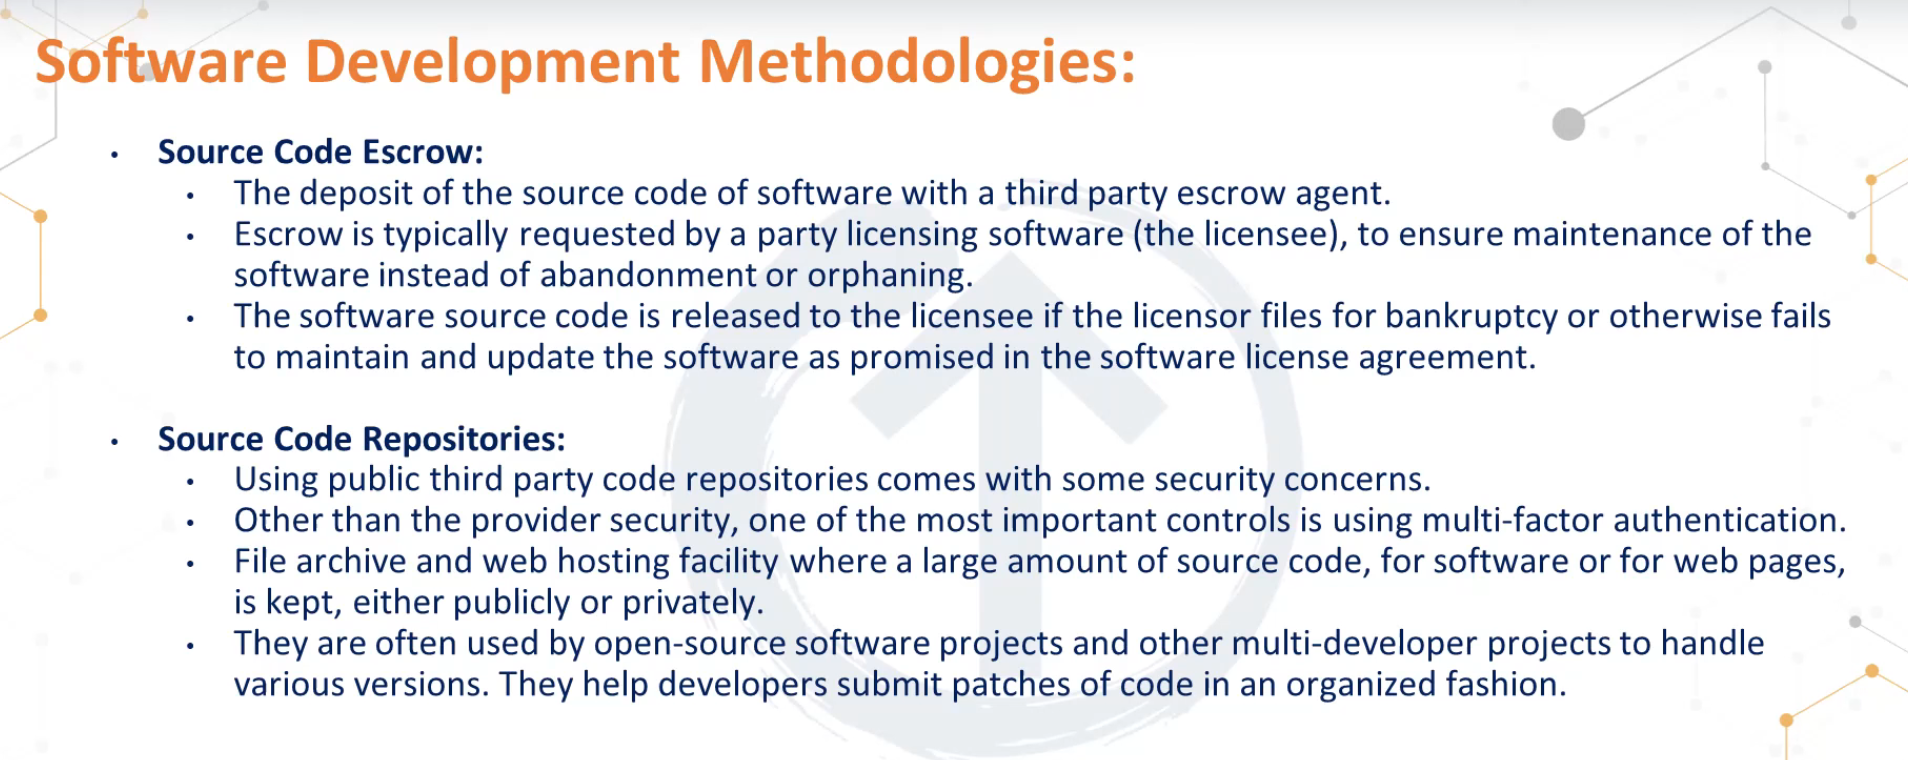 Software Development Methodologies:
• Source Code Escrow:
• The deposit of the source code of software with a third party escrow agent.
• Escrow is typically requested by a party licensing software (the licensee), to ensure maintenance of the
software instead of abandonment or orphaning.
• The software source code is released to the licensee if the licensor files for bankruptcy or otherwise fails
to maintain and update the software as promised in the software license agreement.
• Source Code Repositories:
• Using public third party code repositories comes with some security concerns.
• Other than the provider security, one of the most important controls is using multi-factor authentication.
• File archive and web hosting facility where a large amount of source code, for software or for web pages,
is kept, either publicly or privately.
• They are often used by open-source software projects and other multi-developer projects to handle
various versions. They help developers submit patches of code in an organized fashion.